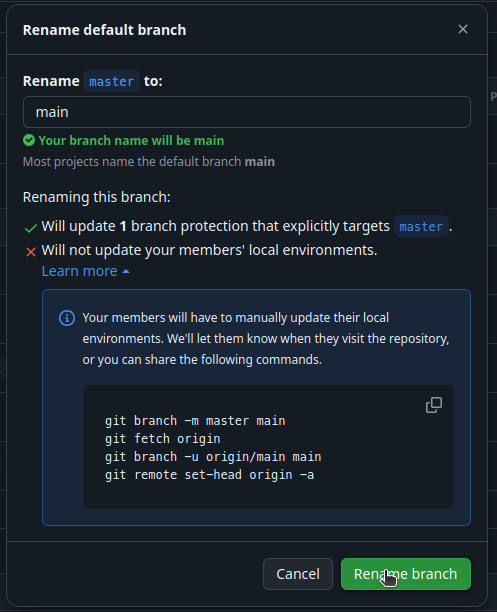 Rename default branch
Rename master to:
main
Your branch name will be main
Most projects name the default branch main
Renaming this branch:
Will update 1 branch protection that explicitly targets master .
Will not update your members' local environments.
Learn more
Your members will have to manually update their local
environments. We'll let them know when they visit the repository,
or you can share the following commands.
git branch -m master main
git fetch origin
git branch -u origin/main main
git remote set-head origin -a
Cancel
Rename branch